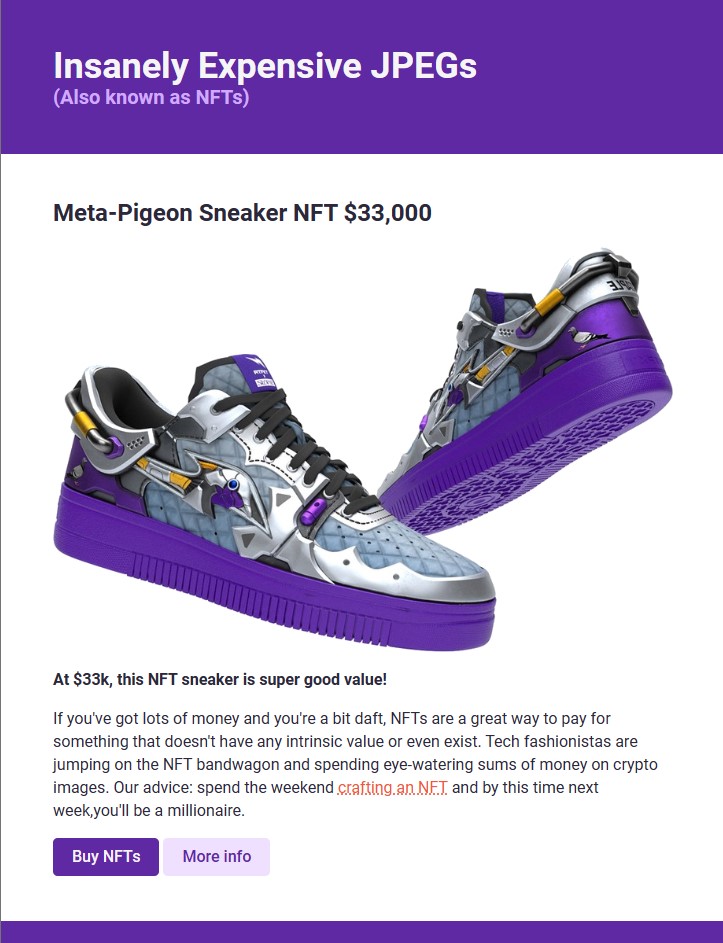 Insanely Expensive JPEGs
(Also known as NFTs)
Meta-Pigeon Sneaker NFT $33,000
At $33k, this NFT sneaker is super good value!
If you've got lots of money and you're a bit daft, NFTs are a great way to pay for
something that doesn't have any intrinsic value or even exist. Tech fashionistas are
jumping on the NFT bandwagon and spending eye-watering sums of money on crypto
images. Our advice: spend the weekend crafting an NFT and by this time next
week,you'll be a millionaire.
Buy NFTs More info